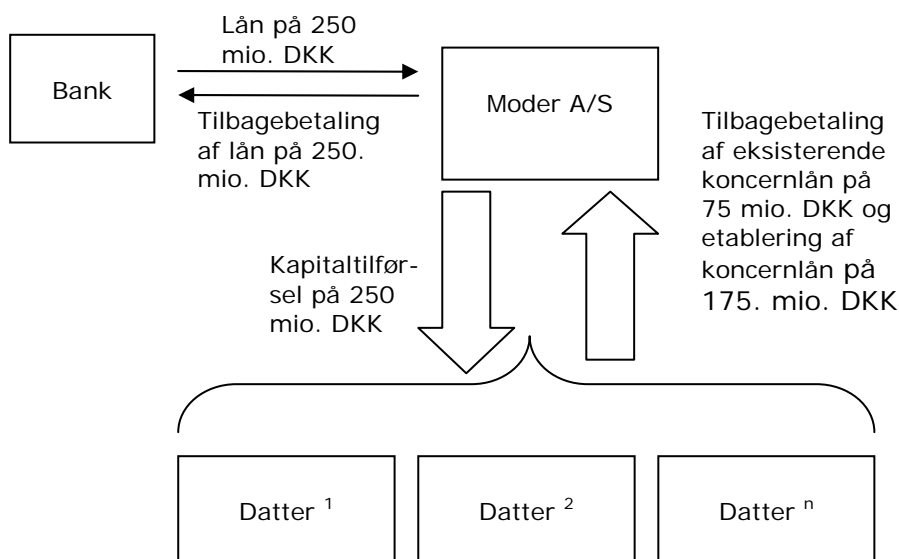 Lån på 250
mio. DKK
Bank
Moder A/S
Tilbagebetaling
af lån på 250.
mio. DKK
Tilbagebetaling
af eksisterende
koncernlån på
75 mio. DKK og
etablering af
koncernlån på
175. mio. DKK
Kapitaltilfør-
sel på 250
mio. DKK
Datter ¹
Datter ²
Datter ⁿ